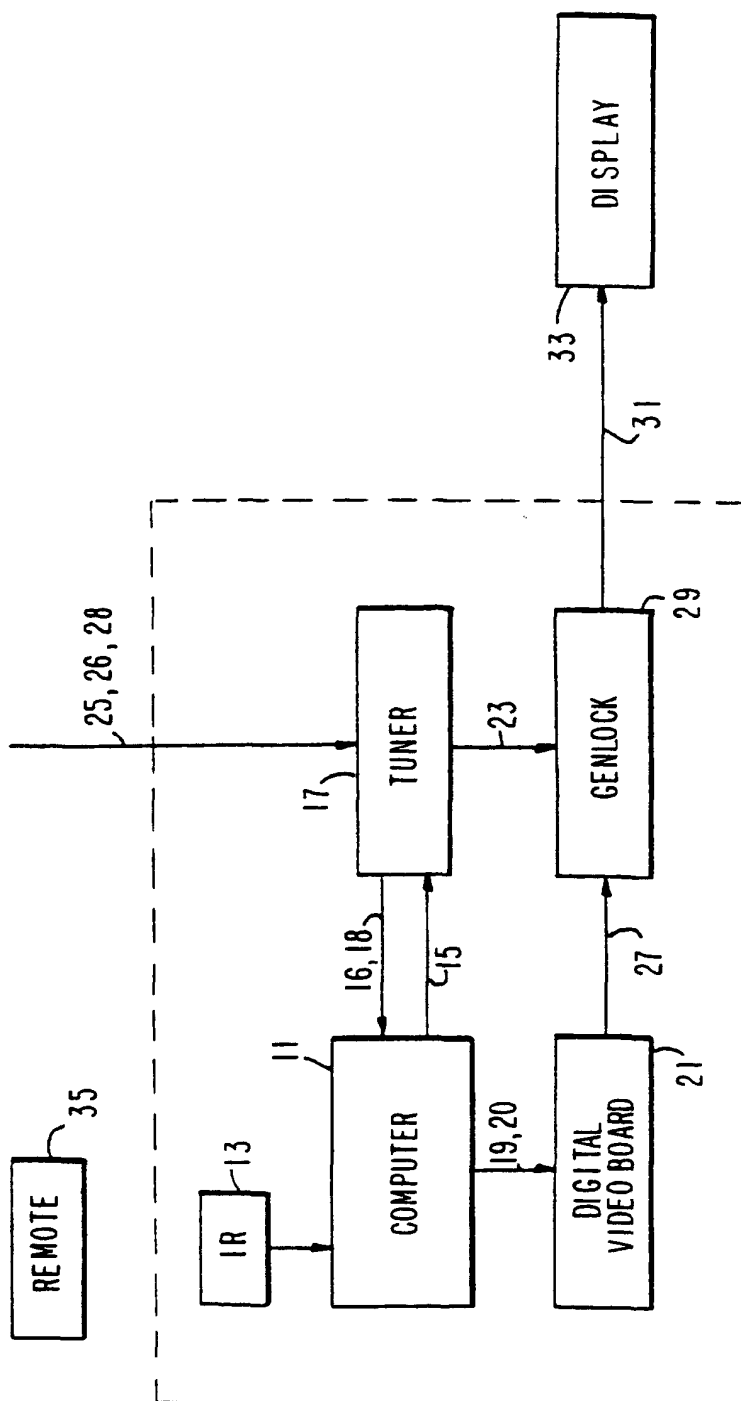 REMOTE
35
IR
13
COMPUTER
11
16, 18
15
TUNER
17
25, 26, 28
23
19, 20
DIGITAL
VIDEO BOARD
21
27
GENLOCK
29
31
DISPLAY
33